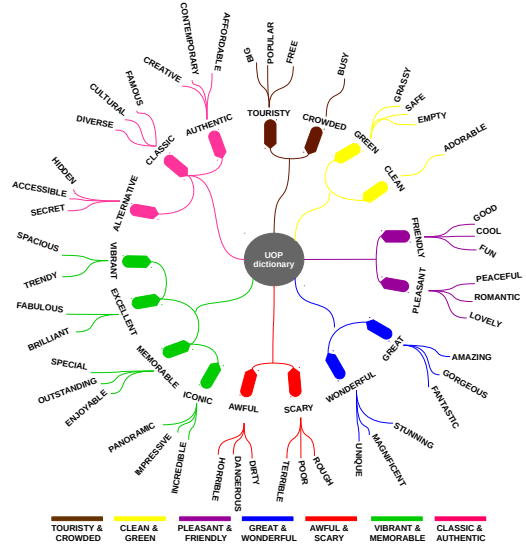 UOP
dictionary
TOURISTY
BIG
POPULAR
FREE
CROWDED
BUSY
GREEN
GRASSY
SAFE
EMPTY
CLEAN
ADORABLE
FRIENDLY
GOOD
COOL
FUN
PLEASANT
PEACEFUL
ROMANTIC
LOVELY
GREAT
AMAZING
GORGEOUS
FANTASTIC
WONDERFUL
STUNNING
MAGNIFICENT
UNIQUE
SCARY
ROUGH
POOR
TERRIBLE
AWFUL
DIRTY
DANGEROUS
HORRIBLE
ICONIC
INCREDIBLE
IMPRESSIVE
PANORAMIC
MEMORABLE
ENJOYABLE
OUTSTANDING
SPECIAL
EXCELLENT
BRILLIANT
FABULOUS
VIBRANT
TRENDY
SPACIOUS
ALTERNATIVE
SECRET
ACCESSIBLE
HIDDEN
CLASSIC
DIVERSE
CULTURAL
FAMOUS
AUTHENTIC
CREATIVE
CONTEMPORARY
AFFORDABLE
TOURISTY &
CROWDED
CLEAN &
GREEN
PLEASANT &
FRIENDLY
GREAT &
WONDERFUL
AWFUL &
SCARY
VIBRANT &
MEMORABLE
CLASSIC &
AUTHENTIC